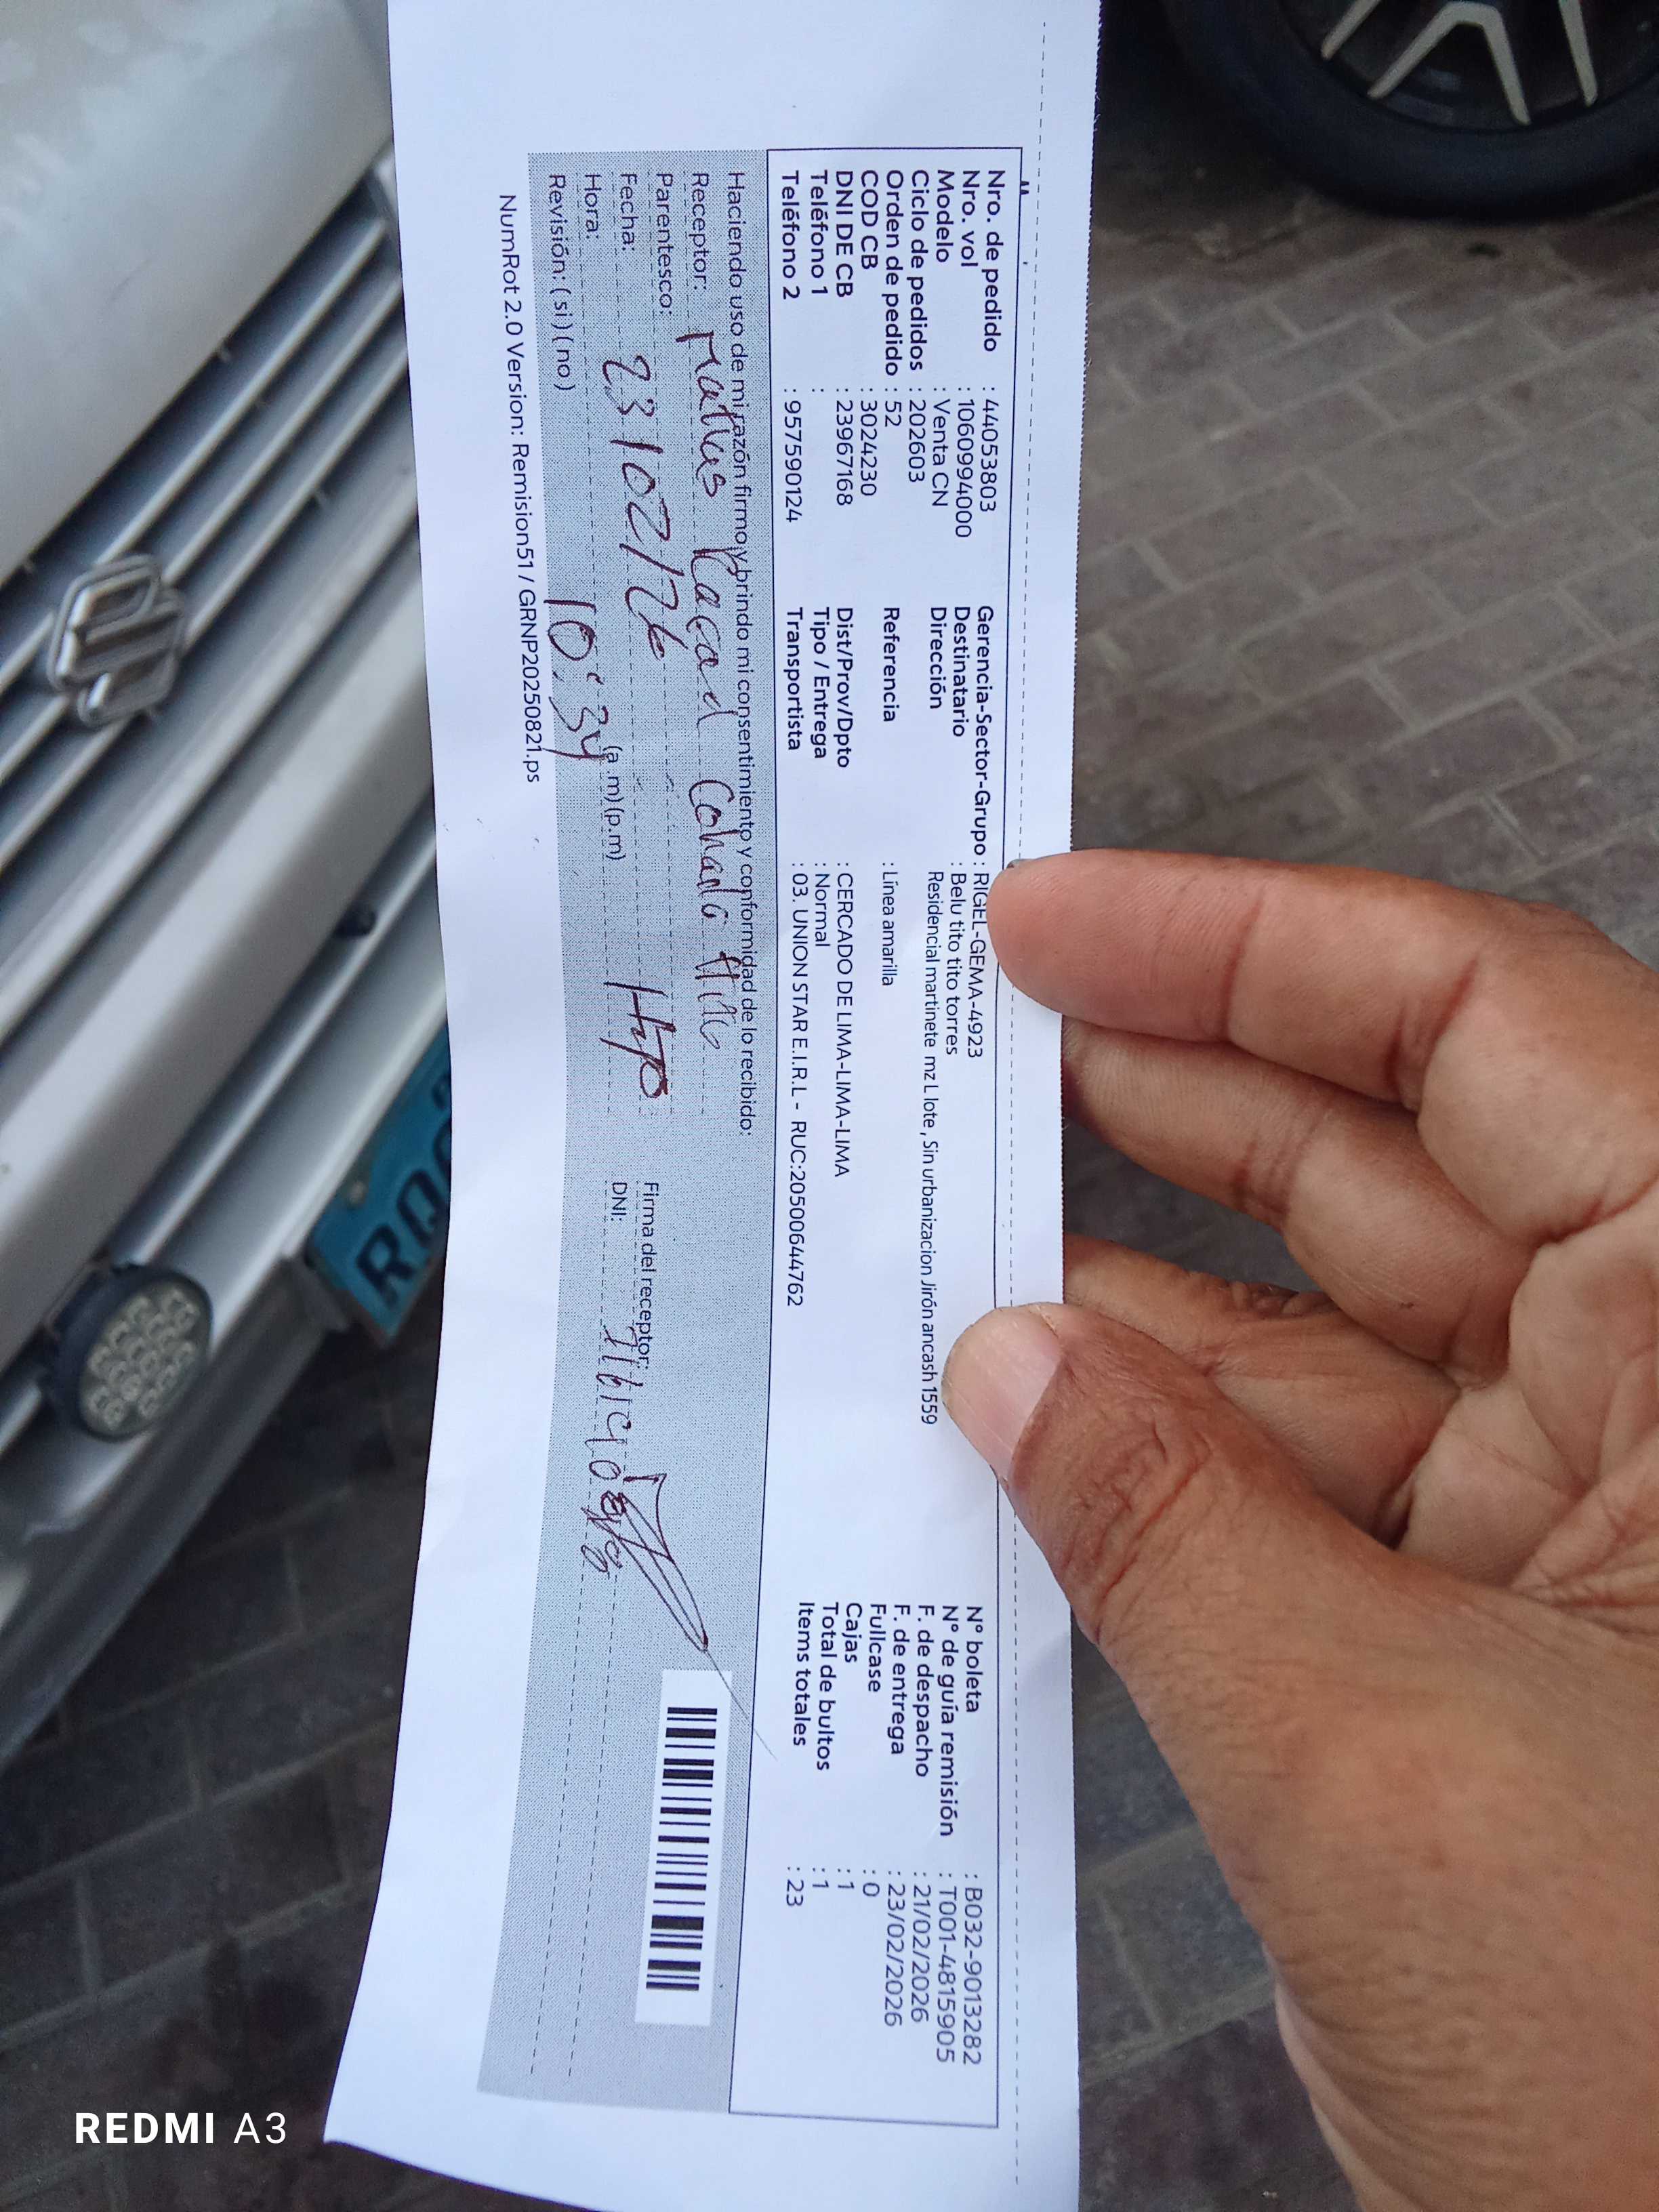 Nro. de pedido : 44053803
Nro. vol : 1060994000
Modelo : Venta CN
Ciclo de pedidos : 202603
Orden de pedido : 52
COD CB : 3024230
DNI DE CB : 23967168
Teléfono 1 :
Teléfono 2 : 957590124
Gerencia-Sector-Grupo : RIGEL-GEMA-4923
Destinatario : Belu tito tito torres
Dirección Residencial martinete mz L lote , Sin urbanizacion Jirón ancash 1559
Referencia : Línea amarilla
Dist/Prov/Dpto : CERCADO DE LIMA-LIMA-LIMA
Tipo / Entrega : Normal
Transportista : 03. UNION STAR E.I.R.L - RUC:20500644762
N° boleta : B032-9013282
N° de guía remisión : T001-4815905
F. de despacho : 21/02/2026
F. de entrega : 23/02/2026
Fullcase : 0
Cajas : 1
Total de bultos : 1
Items totales : 23
Haciendo uso de mi razón firmo y brindo mi consentimiento y conformidad de lo recibido:
Receptor:
Parentesco: Hijo
Fecha: 23/02/26
Hora: 10:34 (a.m)(p.m)
Revisión: ( si ) ( no )
Firma del receptor:
DNI:
NumRot 2.0 Version: Remision51 / GRNP20250821.ps
REDMI A3